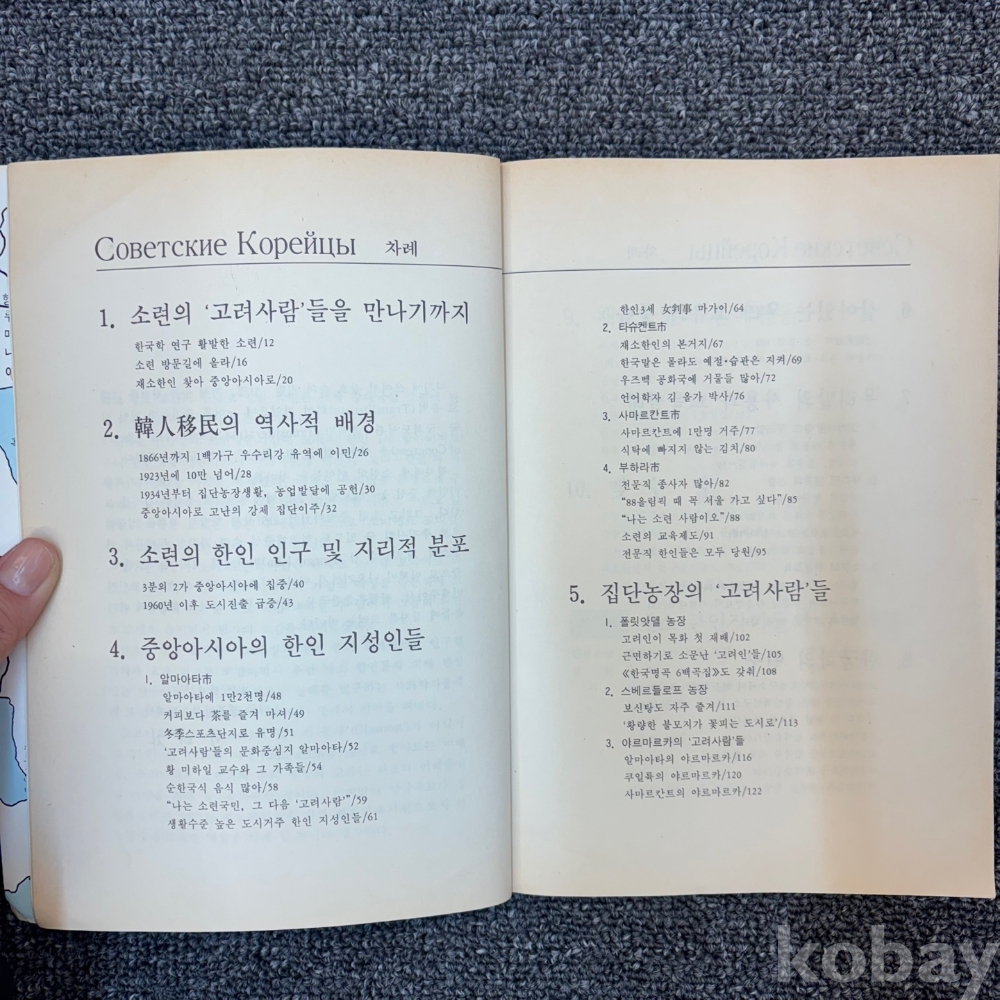 Советские Корейцы 차례
1. 소련의 '고려사람'들을 만나기까지
한국학 연구 활발한 소련/12
소련 방문길에 올라/16
재소한인 찾아 중앙아시아로/20
2. 韓人移民의 역사적 배경
1866년까지 1백가구 우수리강 유역에 이민/26
1923년에 10만 넘어/28
1934년부터 집단농장생활, 농업발달에 공헌/30
중앙아시아로 고난의 강제 집단이주/32
3. 소련의 한인 인구 및 지리적 분포
3분의 2가 중앙아시아에 집중/40
1960년 이후 도시진출 급증/43
4. 중앙아시아의 한인 지성인들
1. 알마아타市
알마아타에 1만2천명/48
커피보다 茶를 즐겨 마셔/49
冬季스포츠단지로 유명/51
'고려사람'들의 문화중심지 알마아타/52
황 미하일 교수와 그 가족들/54
순한국식 음식 많아/58
"나는 소련국민, 그 다음 '고려사람'"/59
생활수준 높은 도시거주 한인 지성인들/61
한인3세 女判事 마가이/64
2. 타슈켄트市
재소한인의 본거지/67
한국말은 몰라도 예절·습관은 지켜/69
우즈벡 공화국에 거물들 많아/72
언어학자 김 올가 박사/76
3. 사마르칸트市
사마르칸트에 1만명 거주/77
식탁에 빠지지 않는 김치/80
4. 부하라市
전문직 종사자 많아/82
"88올림픽 때 꼭 서울 가고 싶다"/85
"나는 소련 사람이오"/88
소련의 교육제도/91
전문직 한인들은 모두 당원/95
5. 집단농장의 '고려사람'들
1. 폴릿앗델 농장
고려인이 목화 첫 재배/102
근면하기로 소문난 '고려인'들/105
《한국명곡 6백곡집》도 갖춰/108
2. 스베르들로프 농장
보신탕도 자주 즐겨/111
'황량한 불모지가 꽃피는 도시로'/113
3. 야르마르카의 '고려사람'들
알마아타의 야르마르카/116
쿠일륙의 야르마르카/120
사마르칸트의 야르마르카/122
kobay